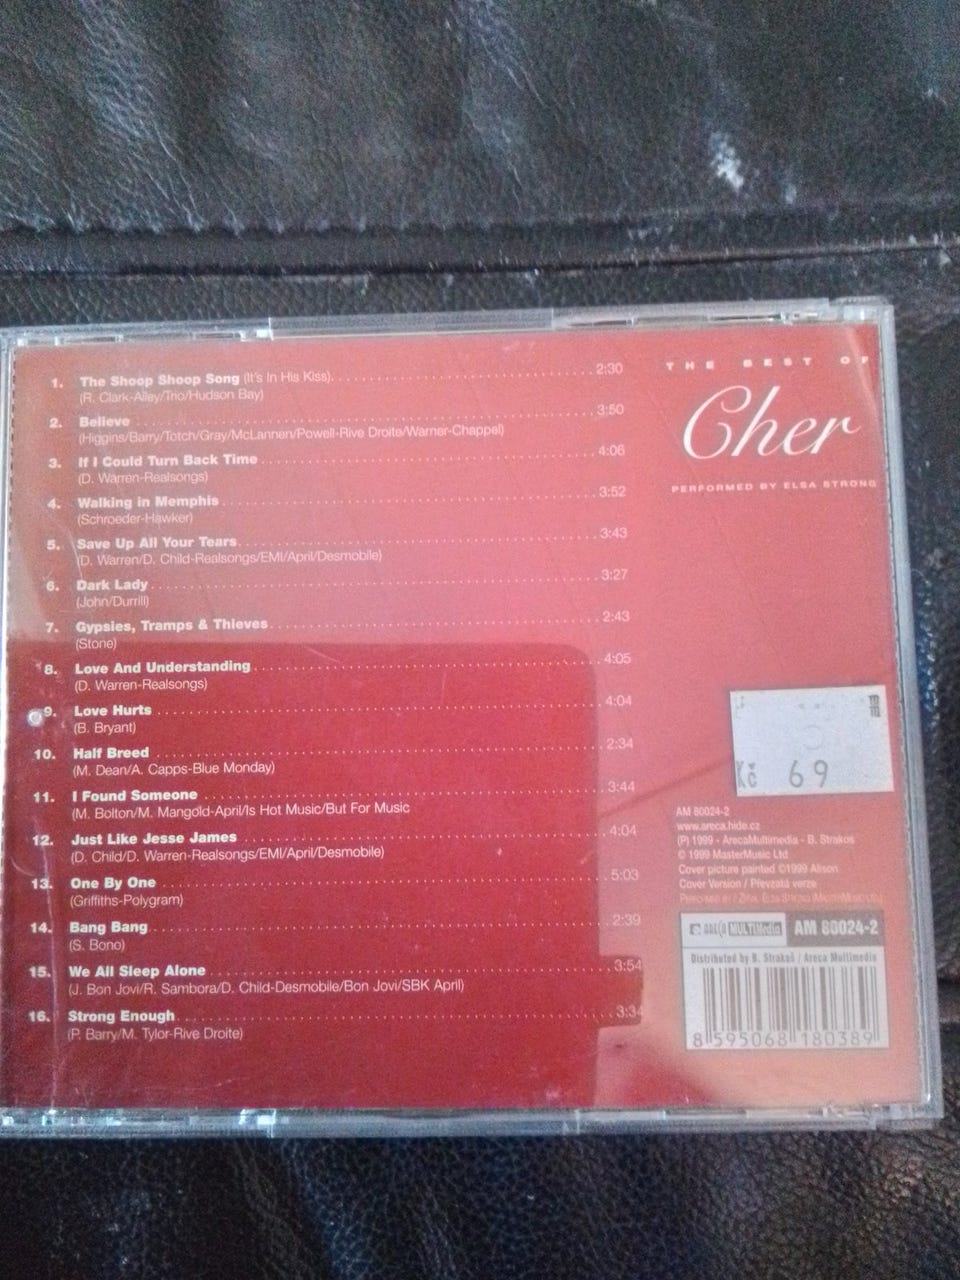 1. The Shoop Shoop Song (It's In His Kiss). 2:30
(R. Clark-Alley/Trio/Hudson Bay)
2. Believe 3:50
(Higgins/Barry/Totch/Gray/McLannen/Powell-Rive Droite/Warner-Chappel)
3. If I Could Turn Back Time 4:06
(D. Warren-Realsongs)
4. Walking in Memphis 3:52
(Schroeder-Hawker)
5. Save Up All Your Tears 3:43
(D. Warren/D. Child-Realsongs/EMI/April/Desmobile)
6. Dark Lady 3:27
(John/Durrill)
7. Gypsies, Tramps & Thieves 2:43
(Stone)
8. Love And Understanding 4:05
(D. Warren-Realsongs)
9. Love Hurts 4:04
(B. Bryant)
10. Half Breed 2:34
(M. Dean/A. Capps-Blue Monday)
11. I Found Someone 3:44
(M. Bolton/M. Mangold-April/Is Hot Music/But For Music
12. Just Like Jesse James 4:04
(D. Child/D. Warren-Realsongs/EMI/April/Desmobile)
13. One By One 5:03
(Griffiths-Polygram)
14. Bang Bang 2:39
(S. Bono)
15. We All Sleep Alone 3:54
(J. Bon Jovi/R. Sambora/D. Child-Desmobile/Bon Jovi/SBK April)
16. Strong Enough 3:34
(P. Barry/M. Tylor-Rive Droite)
THE BEST OF
Cher
PERFORMED BY ELSA STRONG
Kč 69
AM 80024-2
www.areca.hide.cz
(P) 1999 - ArecaMultimedia - B. Strakos
© 1999 MasterMusic Ltd
Cover picture painted ©1999 Alison
Cover Version / Převzatá verze
ARECA MULTIMedia AM 80024-2
Distributed by B. Strakoš / Areca Multimedia
8 595068 180389